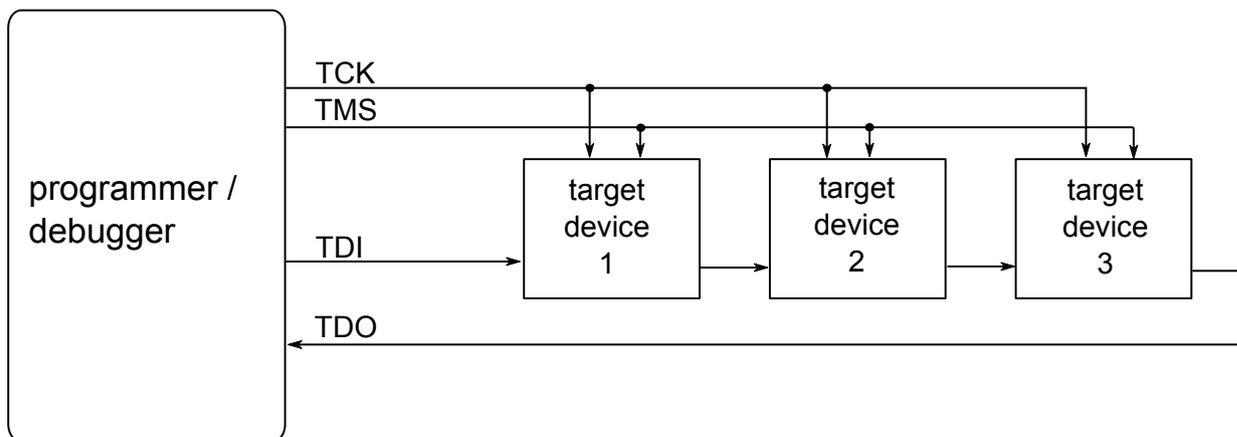 TCK
TMS
programmer /
debugger
TDI
TDO
target
device
1
target
device
2
target
device
3